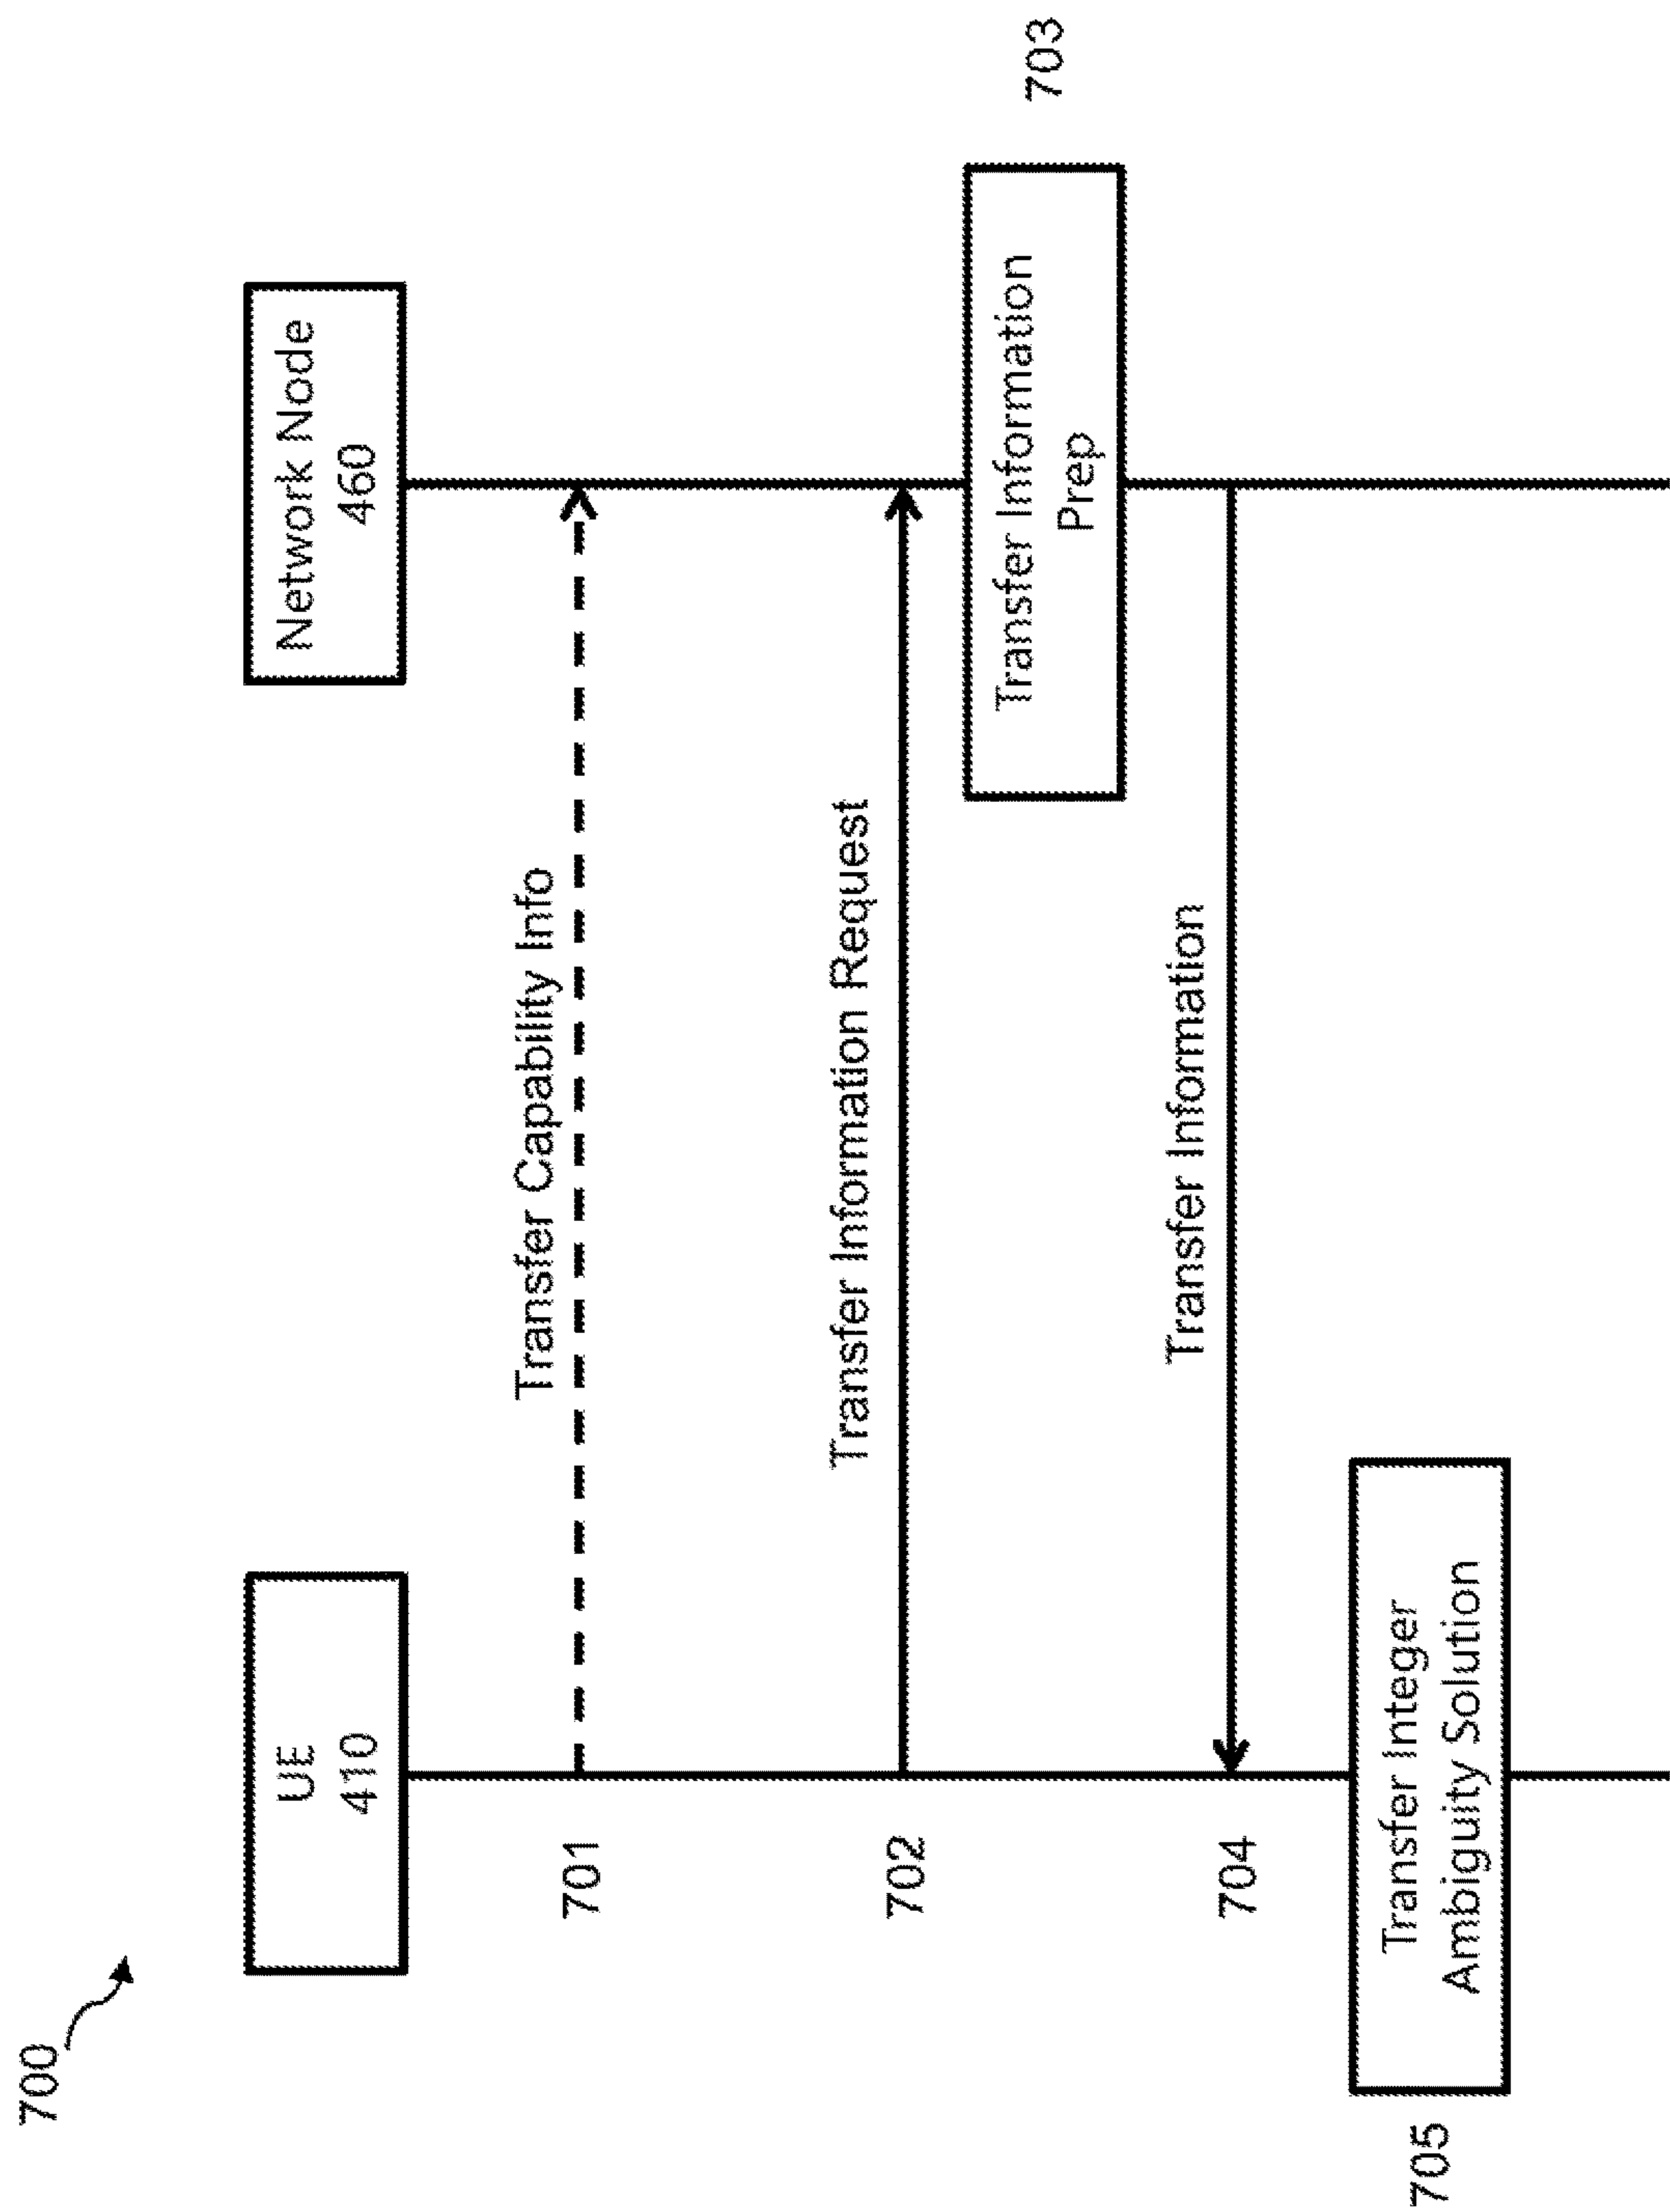 700
UE
410
Network Node
460
701
Transfer Capability Info
702
Transfer Information Request
Transfer Information
Prep
703
704
Transfer Information
705
Transfer Integer
Ambiguity Solution